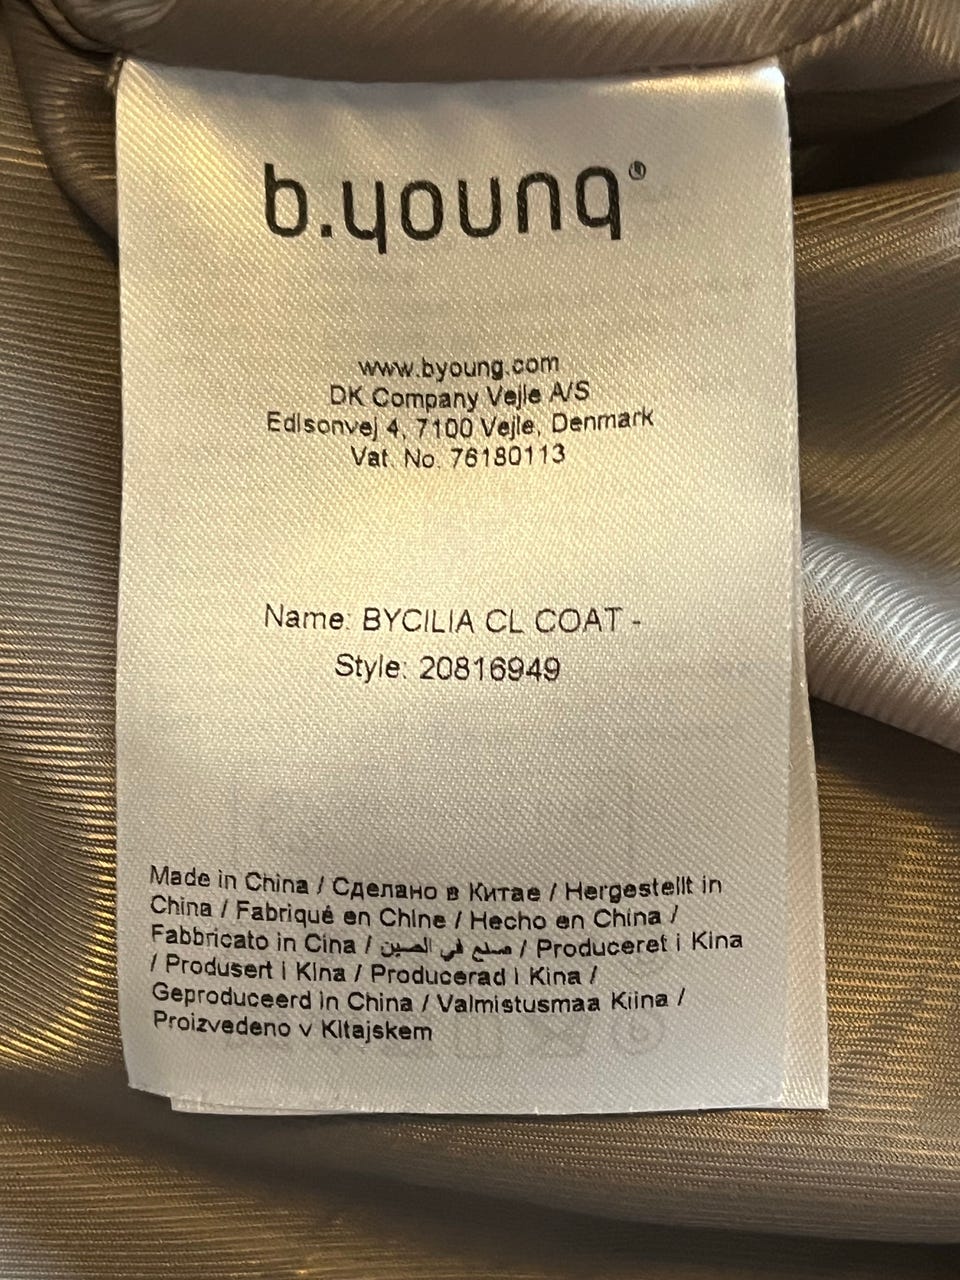 b.young®
www.byoung.com
DK Company Vejle A/S
Edisonvej 4, 7100 Vejle, Denmark
Vat. No. 76180113
Name: BYCILIA CL COAT -
Style: 20816949
Made in China / Сделано в Китае / Hergestellt in
China / Fabriqué en Chine / Hecho en China /
Fabbricato in Cina / صنع في الصين / Produceret i Kina
/ Produsert i Kina / Producerad i Kina /
Geproduceerd in China / Valmistusmaa Kiina /
Proizvedeno v Kitajskem